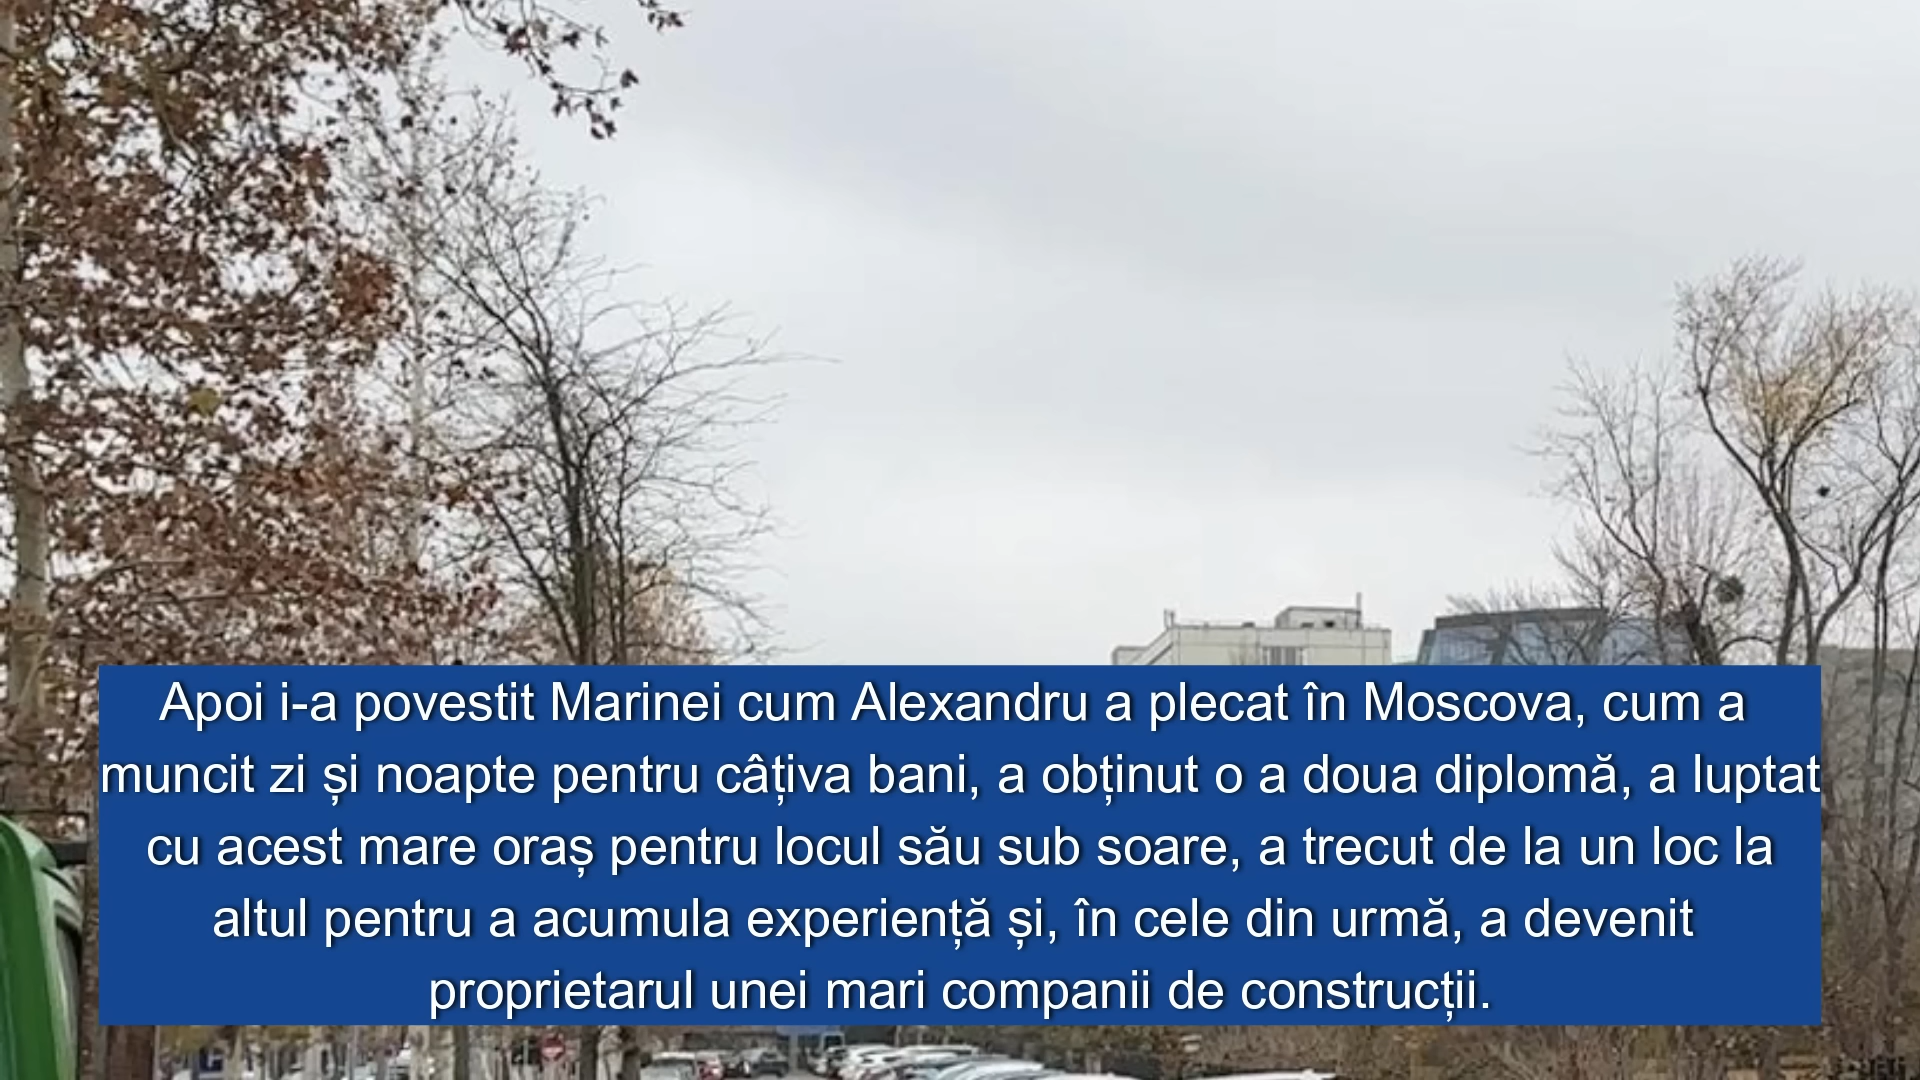 Apoi i-a povestit Marinei cum Alexandru a plecat în Moscova, cum a
muncit zi și noapte pentru câțiva bani, a obținut o a doua diplomă, a luptat
cu acest mare oraș pentru locul său sub soare, a trecut de la un loc la
altul pentru a acumula experiență și, în cele din urmă, a devenit
proprietarul unei mari companii de construcții.